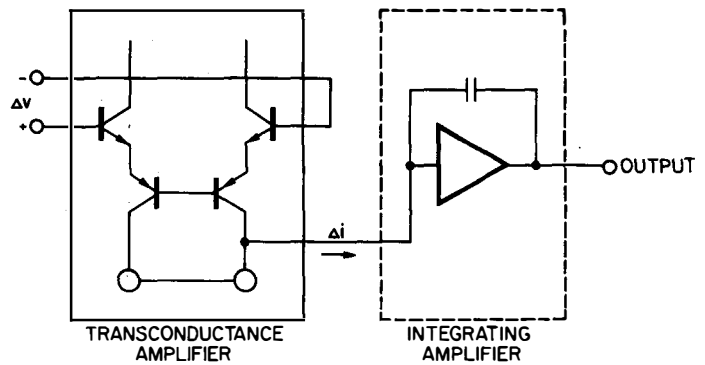 -
Δv
+
Δi
OUTPUT
TRANSCONDUCTANCE
AMPLIFIER
INTEGRATING
AMPLIFIER